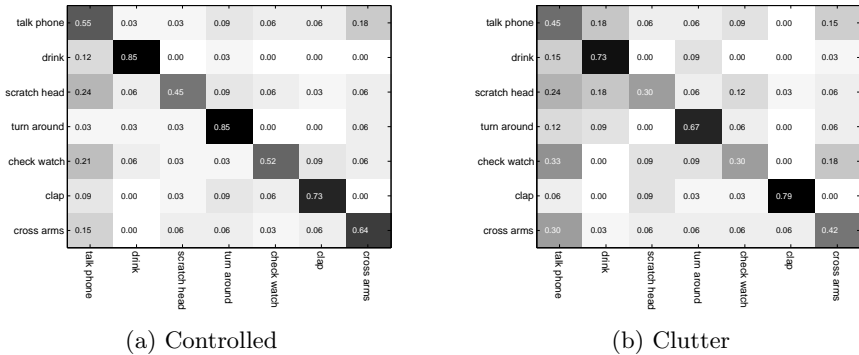 talk phone 0.55 0.03 0.03 0.09 0.06 0.06 0.18
drink 0.12 0.85 0.00 0.03 0.00 0.00 0.00
scratch head 0.24 0.06 0.45 0.09 0.06 0.03 0.06
turn around 0.03 0.03 0.03 0.85 0.00 0.00 0.06
check watch 0.21 0.06 0.03 0.03 0.52 0.09 0.06
clap 0.09 0.00 0.03 0.09 0.06 0.73 0.00
cross arms 0.15 0.00 0.06 0.06 0.03 0.06 0.64
talk phone drink scratch head turn around check watch clap cross arms
(a) Controlled
talk phone 0.45 0.18 0.06 0.06 0.09 0.00 0.15
drink 0.15 0.73 0.00 0.09 0.00 0.00 0.03
scratch head 0.24 0.18 0.30 0.06 0.12 0.03 0.06
turn around 0.12 0.09 0.00 0.67 0.06 0.00 0.06
check watch 0.33 0.00 0.09 0.09 0.30 0.00 0.18
clap 0.06 0.00 0.09 0.03 0.03 0.79 0.00
cross arms 0.30 0.03 0.06 0.06 0.06 0.06 0.42
talk phone drink scratch head turn around check watch clap cross arms
(b) Clutter